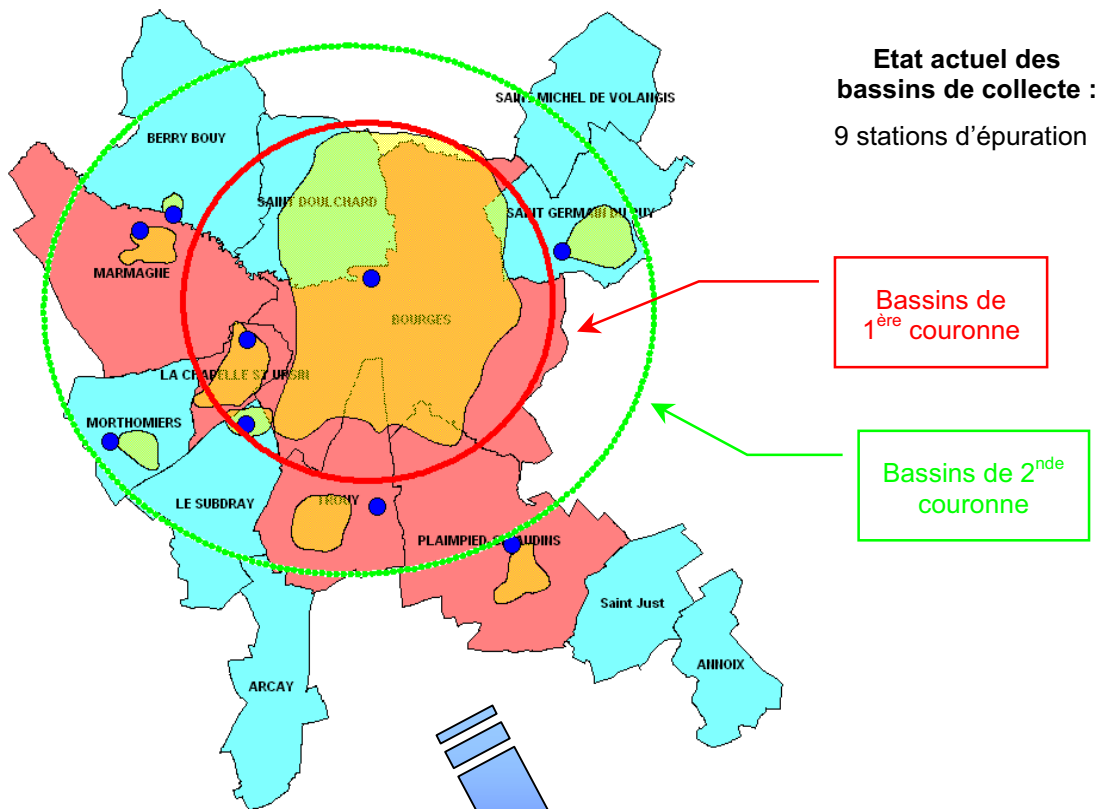 Etat actuel des
bassins de collecte :
9 stations d'épuration
SAINT MICHEL DE VOLANGIS
BERRY BOUY
SAINT DOULCHARD
SAINT GERMAIN DU PUY
MARMAGNE
BOURGES
Bassins de
1ère couronne
LA CHAPELLE ST URSIN
MORTHOMIERS
Bassins de 2nde
couronne
LE SUBDRAY
TROUY
PLAIMPIED GIVAUDINS
Saint Just
ANNOIX
ARCAY